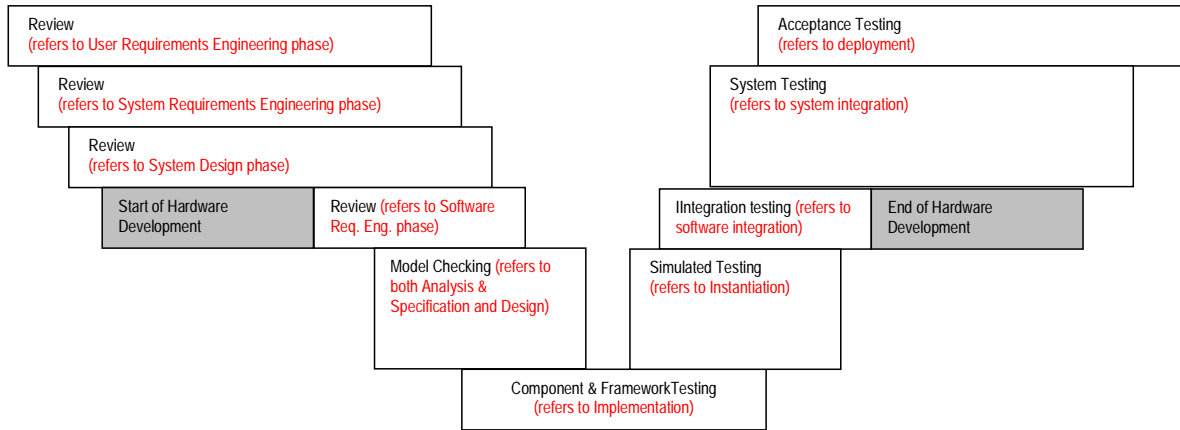 Review
(refers to User Requirements Engineering phase)
Review
(refers to System Requirements Engineering phase)
Review
(refers to System Design phase)
Start of Hardware
Development
Review (refers to Software
Req. Eng. phase)
Model Checking (refers to
both Analysis &
Specification and Design)
Component & FrameworkTesting
(refers to Implementation)
Simulated Testing
(refers to Instantiation)
IIntegration testing (refers to
software integration)
End of Hardware
Development
System Testing
(refers to system integration)
Acceptance Testing
(refers to deployment)